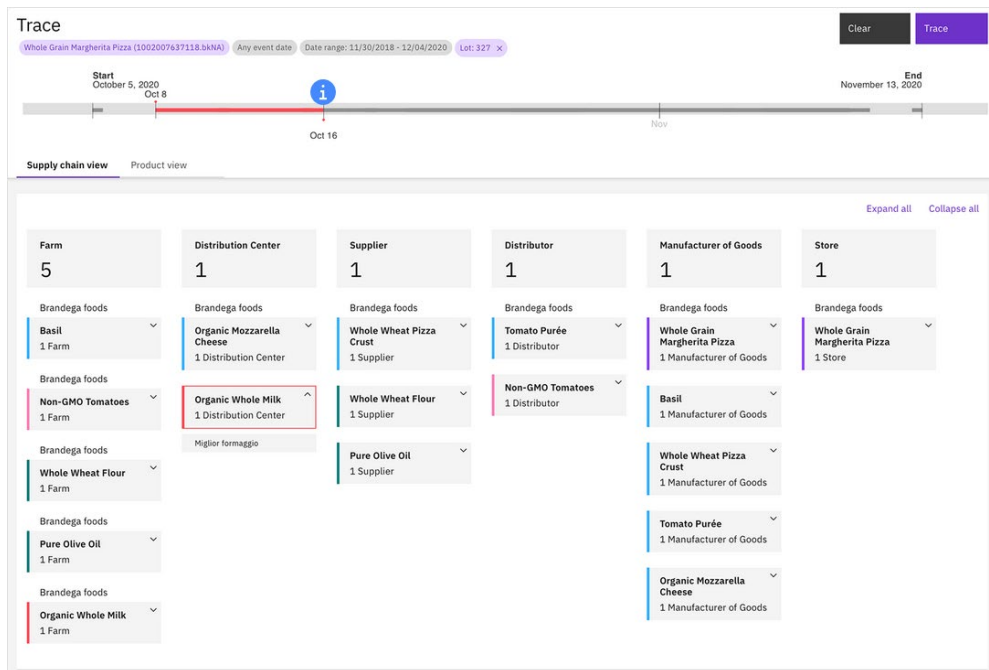 Trace
Clear
Trace
Whole Grain Margherita Pizza (1002007637118.bkNA)
Any event date
Date range: 11/30/2018 - 12/04/2020
Lot: 327 ×
Start
October 5, 2020
Oct 8
Oct 16
Nov
End
November 13, 2020
Supply chain view
Product view
Expand all
Collapse all
Farm
5
Brandega foods
Basil
1 Farm
Brandega foods
Non-GMO Tomatoes
1 Farm
Brandega foods
Whole Wheat Flour
1 Farm
Brandega foods
Pure Olive Oil
1 Farm
Brandega foods
Organic Whole Milk
1 Farm
Distribution Center
1
Brandega foods
Organic Mozzarella
Cheese
1 Distribution Center
Organic Whole Milk
1 Distribution Center
Miglior formaggio
Supplier
1
Brandega foods
Whole Wheat Pizza
Crust
1 Supplier
Whole Wheat Flour
1 Supplier
Pure Olive Oil
1 Supplier
Distributor
1
Brandega foods
Tomato Purée
1 Distributor
Non-GMO Tomatoes
1 Distributor
Manufacturer of Goods
1
Brandega foods
Whole Grain
Margherita Pizza
1 Manufacturer of Goods
Basil
1 Manufacturer of Goods
Whole Wheat Pizza
Crust
1 Manufacturer of Goods
Tomato Purée
1 Manufacturer of Goods
Organic Mozzarella
Cheese
1 Manufacturer of Goods
Store
1
Brandega foods
Whole Grain
Margherita Pizza
1 Store